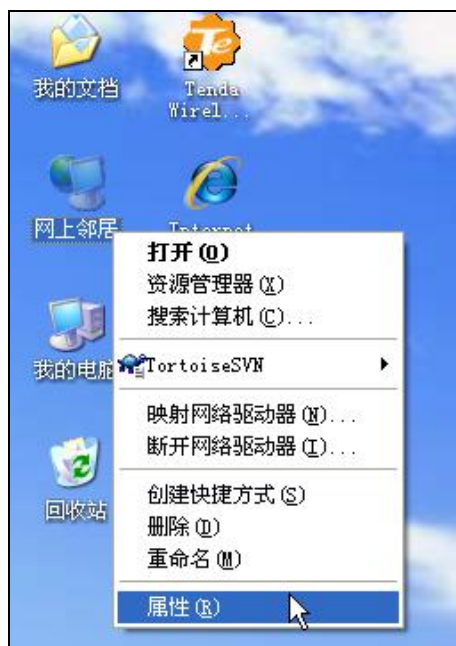 我的文档
Tenda
Wirel...
网上邻居
Internet
打开(O)
资源管理器(X)
搜索计算机(C)...
我的电脑
TortoiseSVN
映射网络驱动器(N)...
断开网络驱动器(I)...
回收站
创建快捷方式(S)
删除(D)
重命名(M)
属性(R)